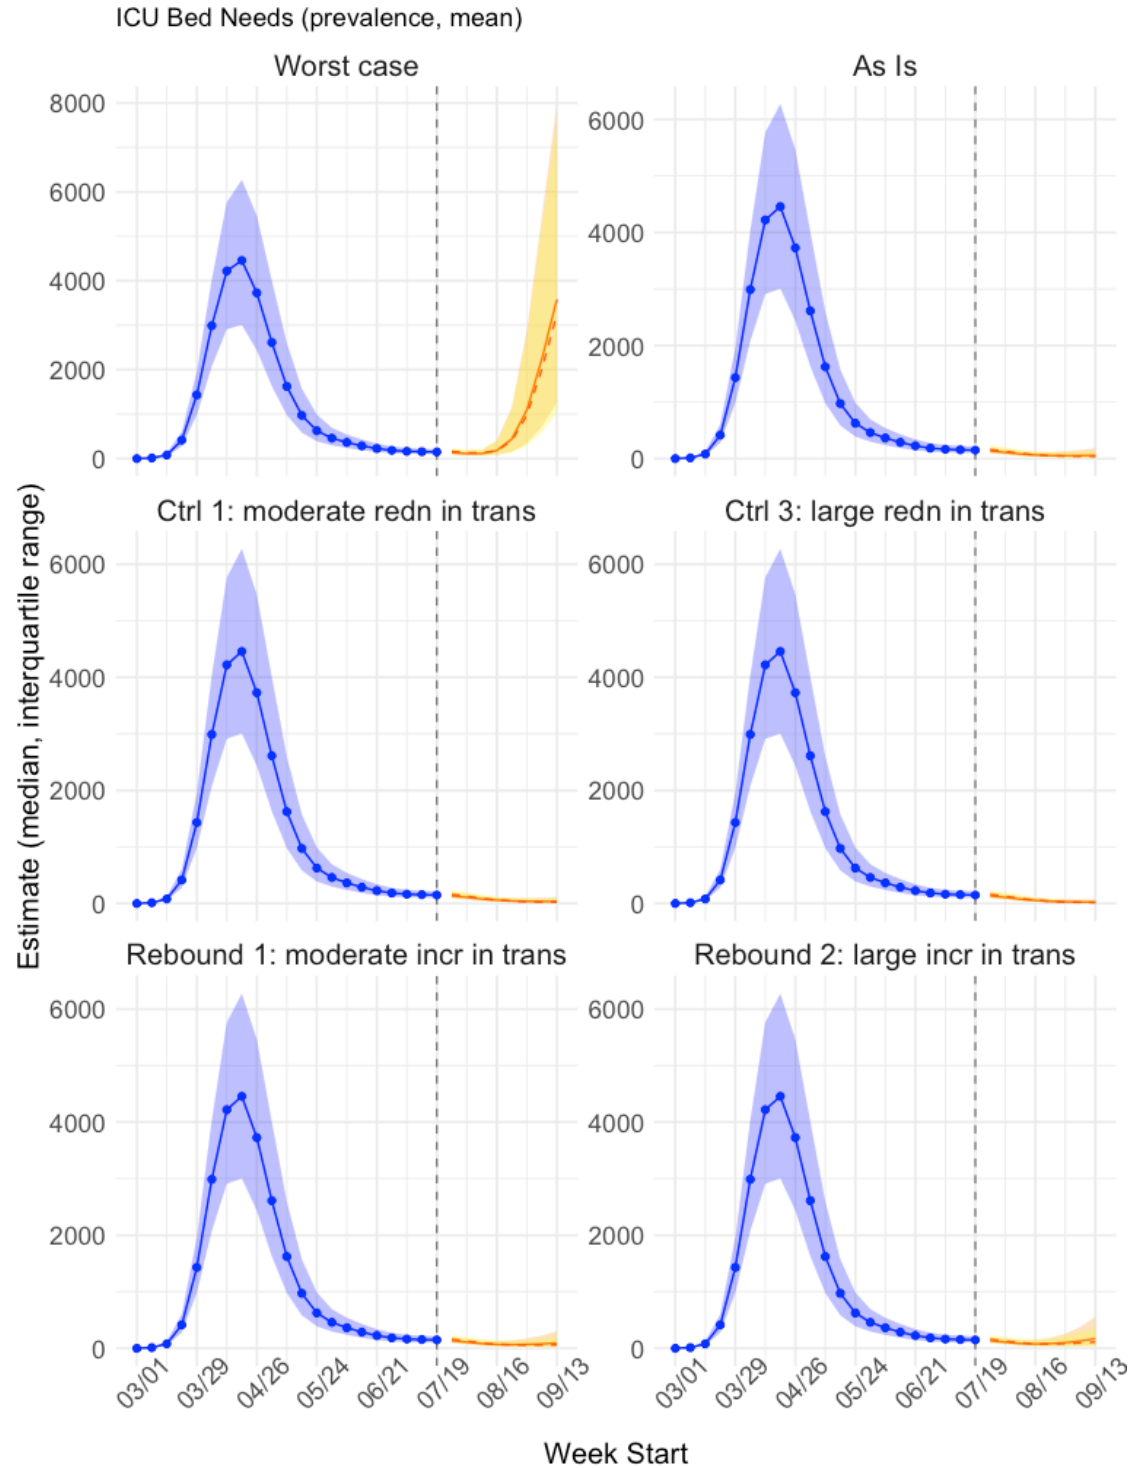 ICU Bed Needs (prevalence, mean)
Estimate (median, interquartile range)
Worst case
8000
6000
4000
2000
0
As Is
6000
4000
2000
0
Ctrl 1: moderate redn in trans
6000
4000
2000
0
Ctrl 3: large redn in trans
6000
4000
2000
0
Rebound 1: moderate incr in trans
6000
4000
2000
0
03/01 03/29 04/26 05/24 06/21 07/19 08/16 09/13
Rebound 2: large incr in trans
6000
4000
2000
0
03/01 03/29 04/26 05/24 06/21 07/19 08/16 09/13
Week Start